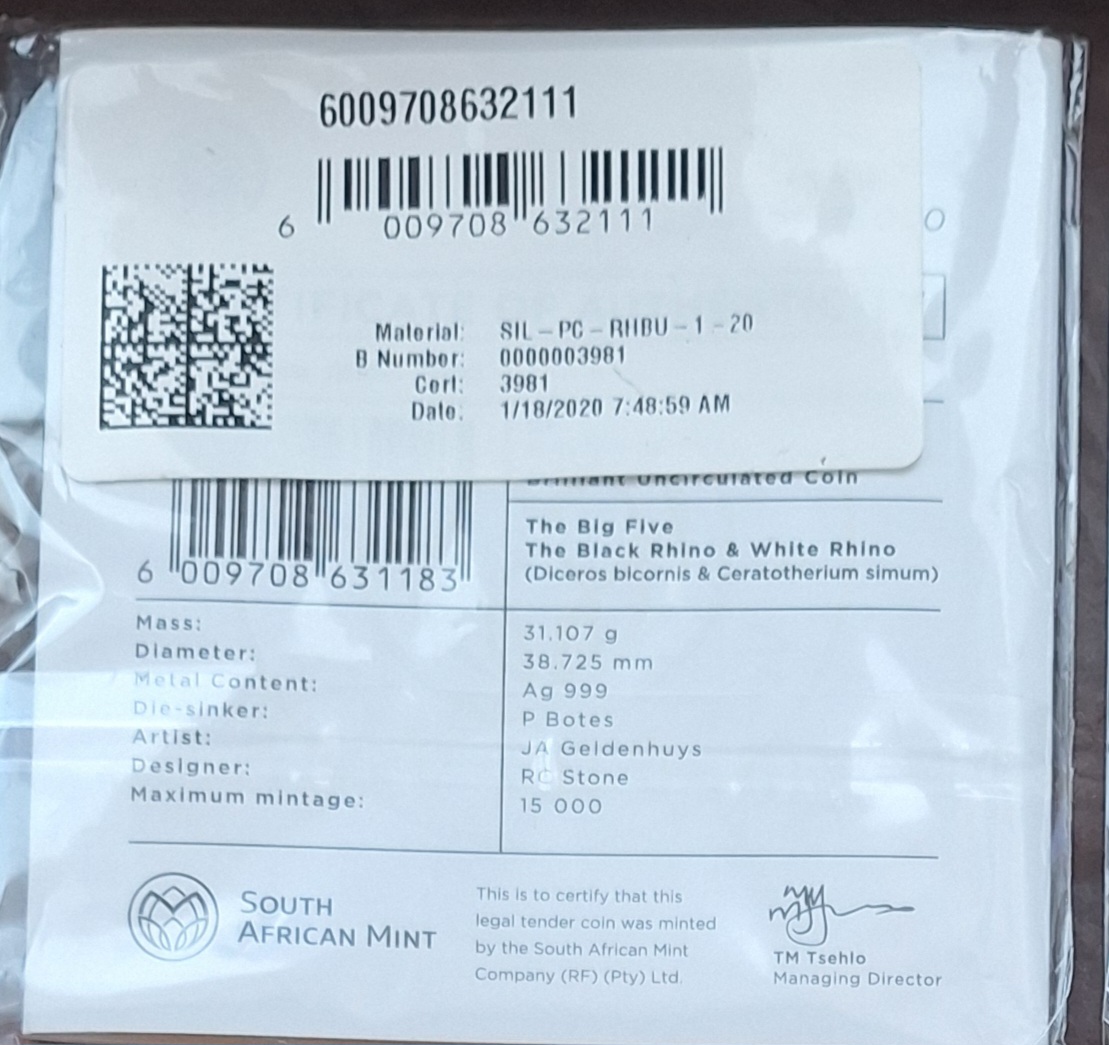 6009708632111
6 009708 632111
Material: SIL-PC-RHBU-1-20
B Number: 0000003981
Cert: 3981
Date: 1/18/2020 7:48:59 AM
Brilliant Uncirculated Coin
6 009708 631183
The Big Five
The Black Rhino & White Rhino
(Diceros bicornis & Ceratotherium simum)
Mass: 31.107 g
Diameter: 38.725 mm
Metal Content: Ag 999
Die-sinker: P Botes
Artist: JA Geldenhuys
Designer: RC Stone
Maximum mintage: 15 000
SOUTH
AFRICAN MINT
This is to certify that this
legal tender coin was minted
by the South African Mint
Company (RF) (Pty) Ltd.
TM Tsehlo
Managing Director